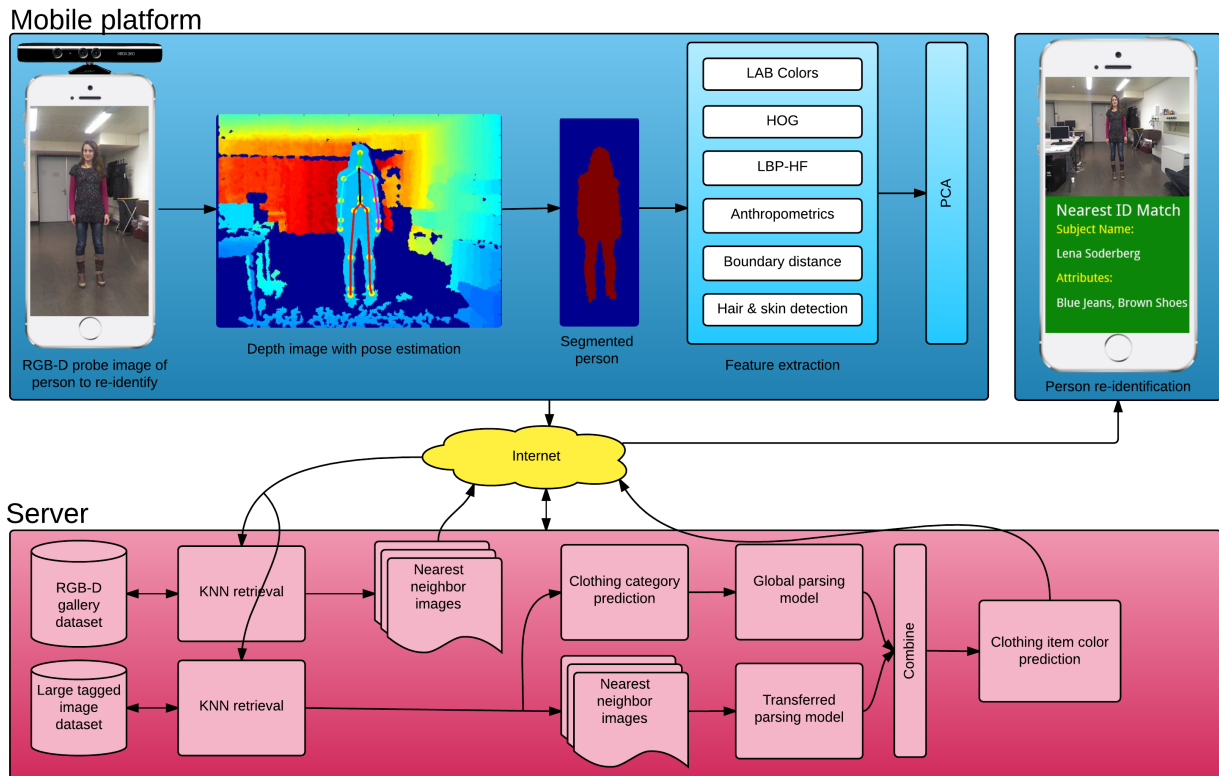 Mobile platform
XBOX 360
RGB-D probe image of
person to re-identify
Depth image with pose estimation
Segmented
person
LAB Colors
HOG
LBP-HF
Anthropometrics
Boundary distance
Hair & skin detection
Feature extraction
PCA
Nearest ID Match
Subject Name:
Lena Soderberg
Attributes:
Blue Jeans, Brown Shoes
Person re-identification
Internet
Server
RGB-D
gallery
dataset
KNN retrieval
Nearest
neighbor
images
Clothing category
prediction
Global parsing
model
Large tagged
image
dataset
KNN retrieval
Nearest
neighbor
images
Transferred
parsing model
Combine
Clothing item color
prediction